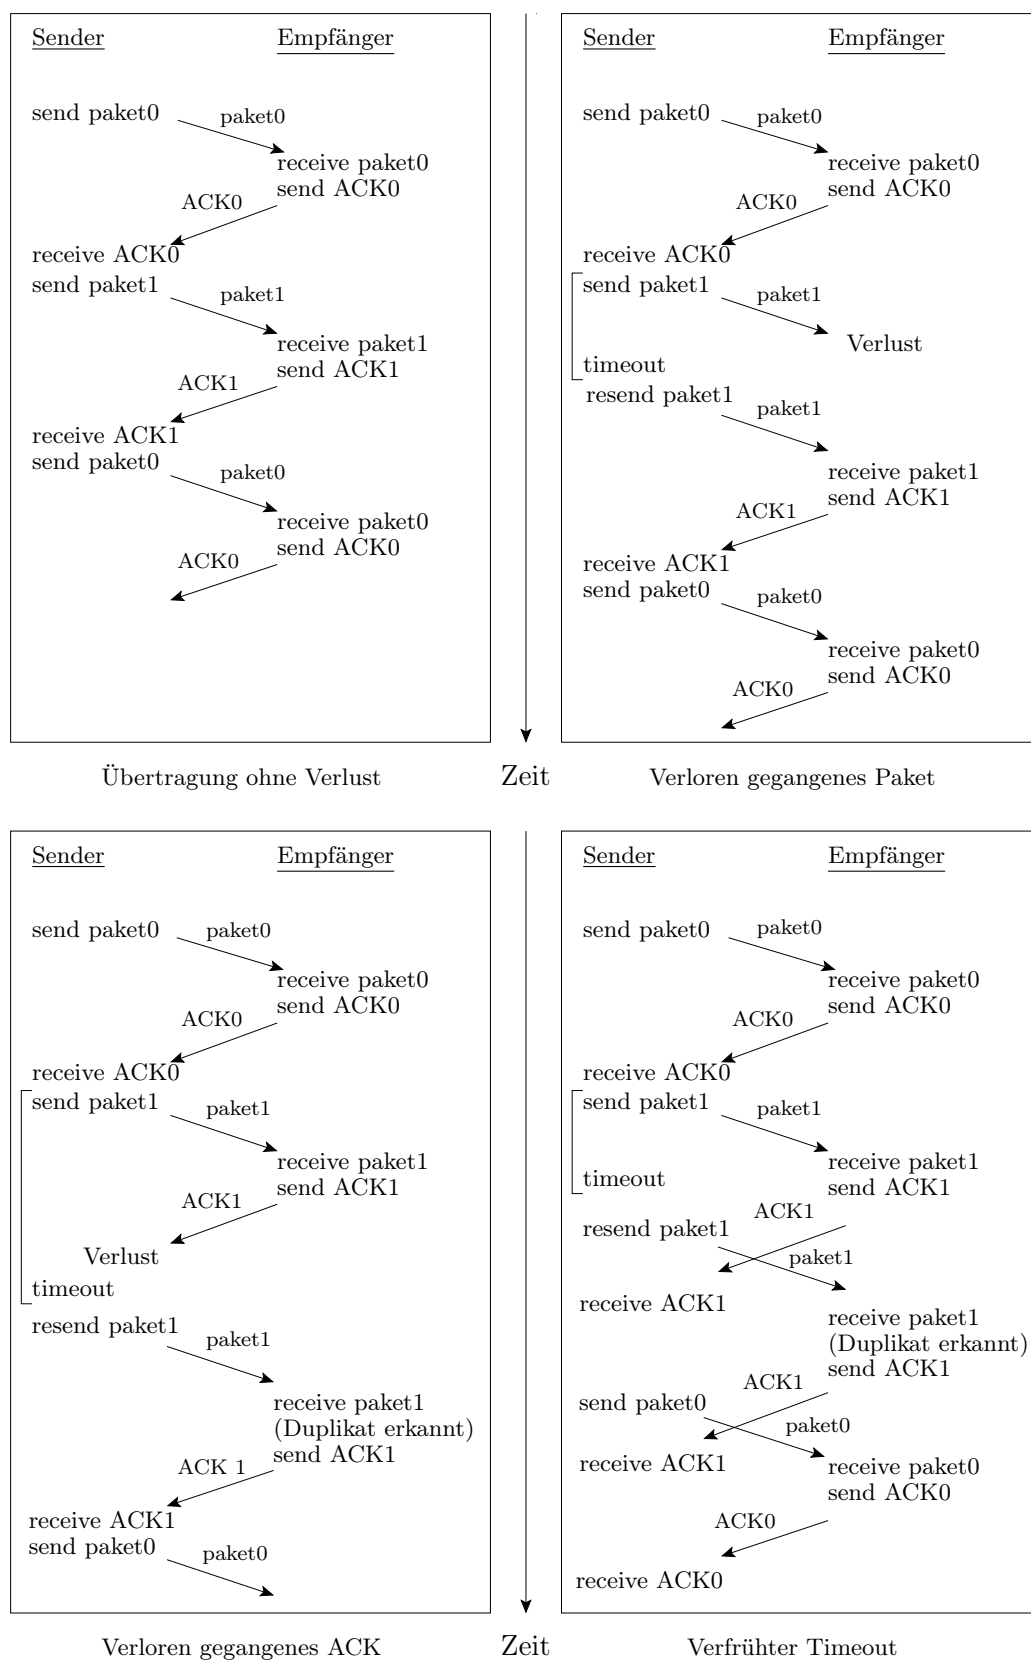 Sender
Empfänger
send paket0
paket0
receive paket0
send ACK0
ACK0
receive ACK0
send paket1
paket1
receive paket1
send ACK1
ACK1
receive ACK1
send paket0
paket0
receive paket0
send ACK0
ACK0
Übertragung ohne Verlust
Zeit
Sender
Empfänger
send paket0
paket0
receive paket0
send ACK0
ACK0
receive ACK0
send paket1
paket1
Verlust
timeout
resend paket1
paket1
receive paket1
send ACK1
ACK1
receive ACK1
send paket0
paket0
receive paket0
send ACK0
ACK0
Verloren gegangenes Paket
Sender
Empfänger
send paket0
paket0
receive paket0
send ACK0
ACK0
receive ACK0
send paket1
paket1
receive paket1
send ACK1
ACK1
Verlust
timeout
resend paket1
paket1
receive paket1
(Duplikat erkannt)
send ACK1
ACK 1
receive ACK1
send paket0
paket0
Verloren gegangenes ACK
Zeit
Sender
Empfänger
send paket0
paket0
receive paket0
send ACK0
ACK0
receive ACK0
send paket1
paket1
receive paket1
send ACK1
timeout
ACK1
resend paket1
paket1
receive ACK1
receive paket1
(Duplikat erkannt)
send ACK1
ACK1
send paket0
paket0
receive ACK1
receive paket0
send ACK0
ACK0
receive ACK0
Verfrühter Timeout